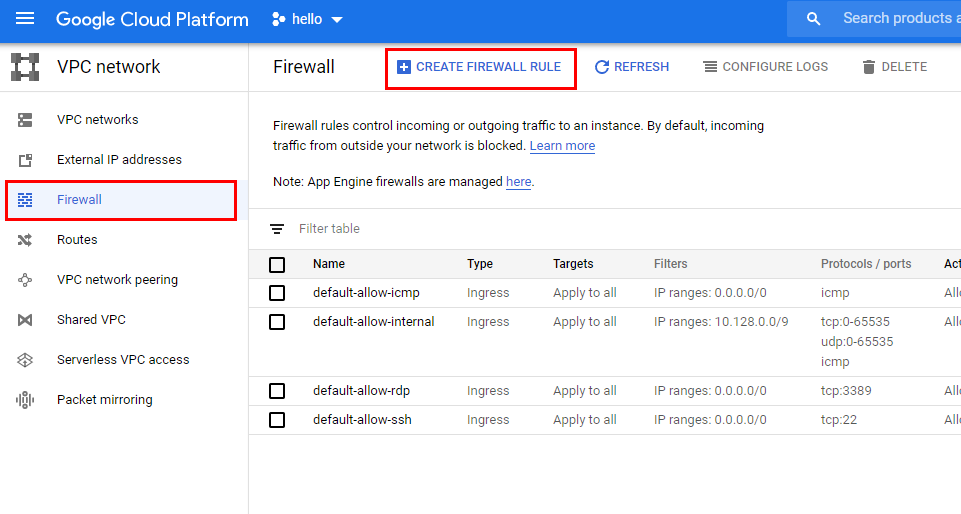 Google Cloud Platform
hello
Search products a
VPC network
Firewall
CREATE FIREWALL RULE
REFRESH
CONFIGURE LOGS
DELETE
VPC networks
External IP addresses
Firewall
Routes
VPC network peering
Shared VPC
Serverless VPC access
Packet mirroring
Firewall rules control incoming or outgoing traffic to an instance. By default, incoming
traffic from outside your network is blocked. Learn more
Note: App Engine firewalls are managed here.
Filter table
Name Type Targets Filters Protocols / ports Act
default-allow-icmp Ingress Apply to all IP ranges: 0.0.0.0/0 icmp Allo
default-allow-internal Ingress Apply to all IP ranges: 10.128.0.0/9 tcp:0-65535 Allo
udp:0-65535
icmp
default-allow-rdp Ingress Apply to all IP ranges: 0.0.0.0/0 tcp:3389 Allo
default-allow-ssh Ingress Apply to all IP ranges: 0.0.0.0/0 tcp:22 Allo